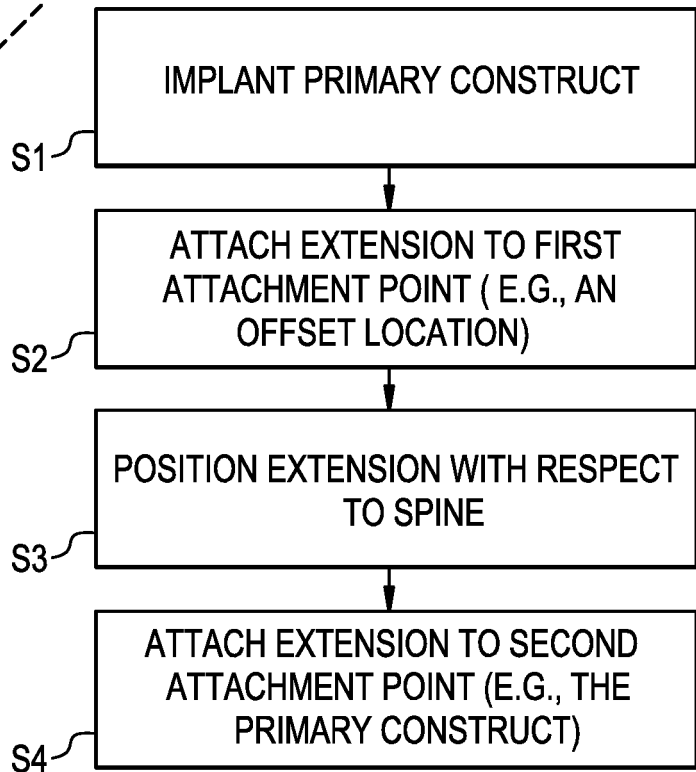 IMPLANT PRIMARY CONSTRUCT
S1
ATTACH EXTENSION TO FIRST
ATTACHMENT POINT ( E.G., AN
OFFSET LOCATION)
S2
POSITION EXTENSION WITH RESPECT
TO SPINE
S3
ATTACH EXTENSION TO SECOND
ATTACHMENT POINT (E.G., THE
PRIMARY CONSTRUCT)
S4